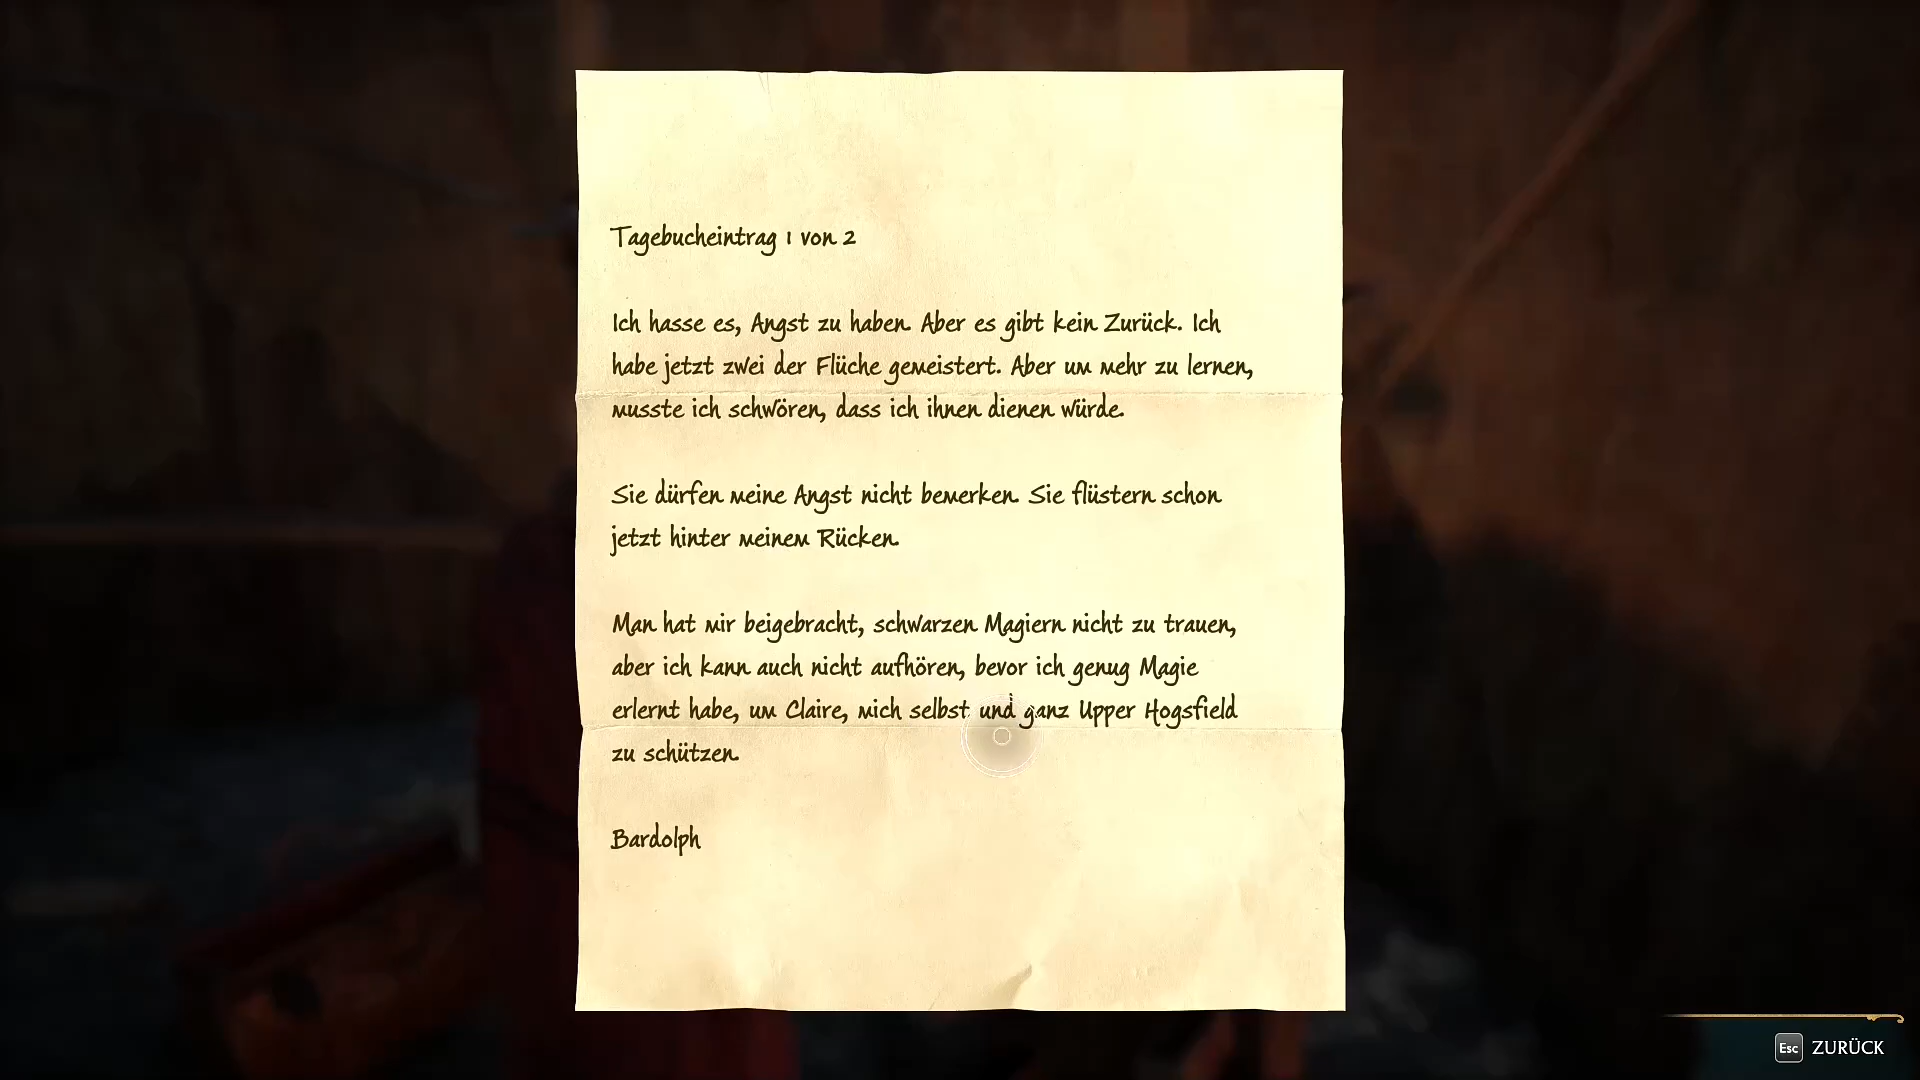 Tagebucheintrag 1 von 2
Ich hasse es, Angst zu haben. Aber es gibt kein Zurück. Ich
habe jetzt zwei der Flüche gemeistert. Aber um mehr zu lernen,
musste ich schwören, dass ich ihnen dienen würde.
Sie dürfen meine Angst nicht bemerken. Sie flüstern schon
jetzt hinter meinem Rücken.
Man hat mir beigebracht, schwarzen Magiern nicht zu trauen,
aber ich kann auch nicht aufhören, bevor ich genug Magie
erlernt habe, um Claire, mich selbst und ganz Upper Hogsfield
zu schützen.
Bardolph
Esc ZURÜCK